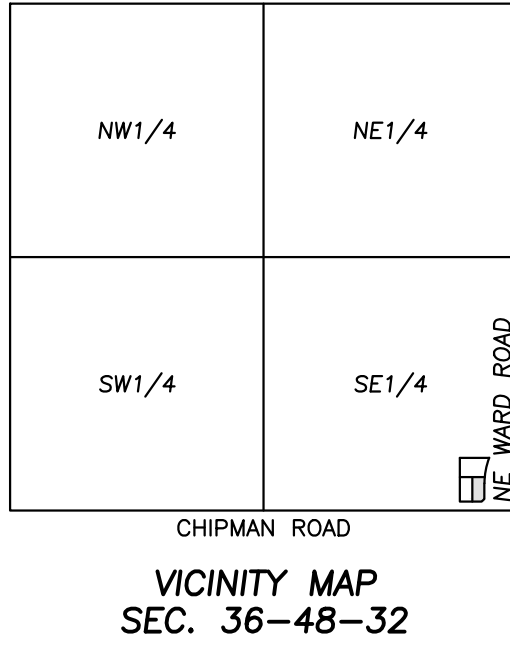 NW1/4
NE1/4
SW1/4
SE1/4
NE WARD ROAD
CHIPMAN ROAD
VICINITY MAP
SEC. 36-48-32